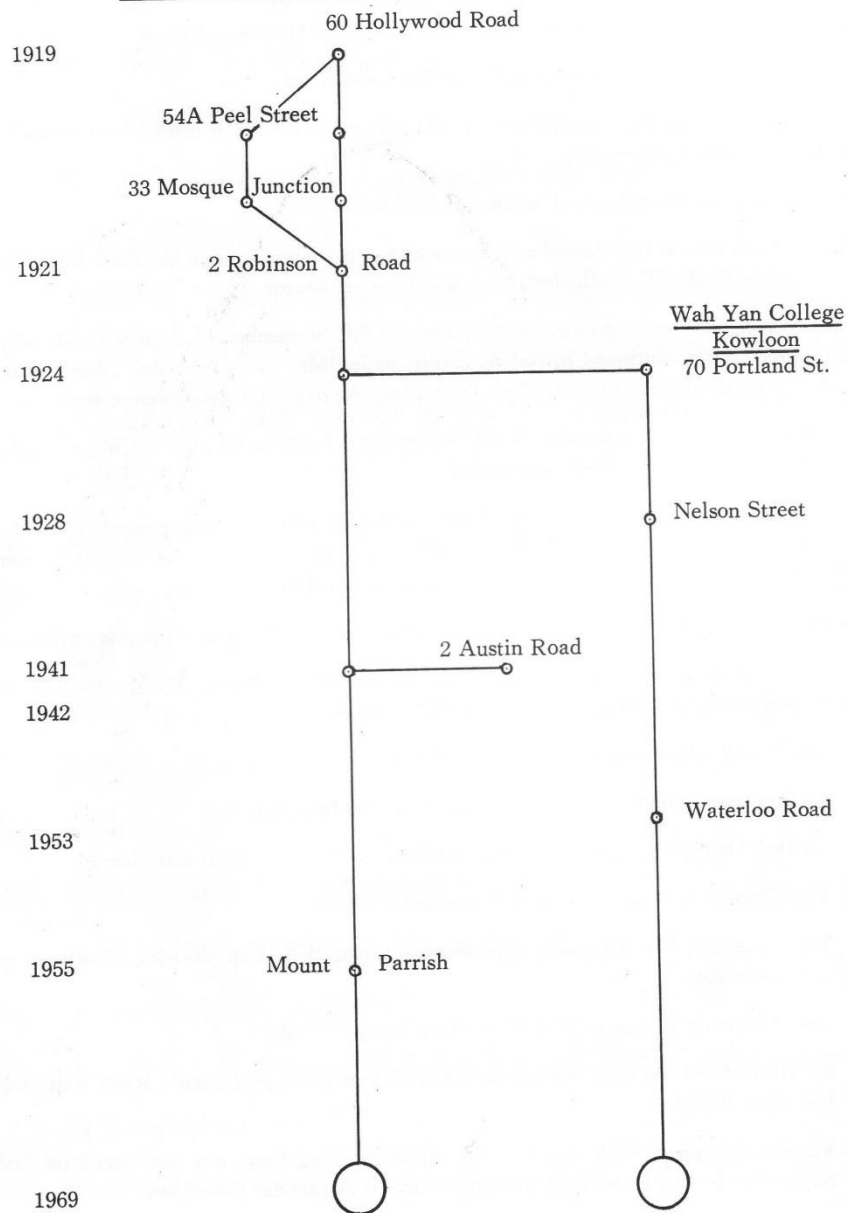 60 Hollywood Road
1919
54A Peel Street
33 Mosque Junction
1921 2 Robinson Road
Wah Yan College
Kowloon
1924 70 Portland St.
1928 Nelson Street
2 Austin Road
1941
1942
Waterloo Road
1953
1955 Mount Parrish
1969